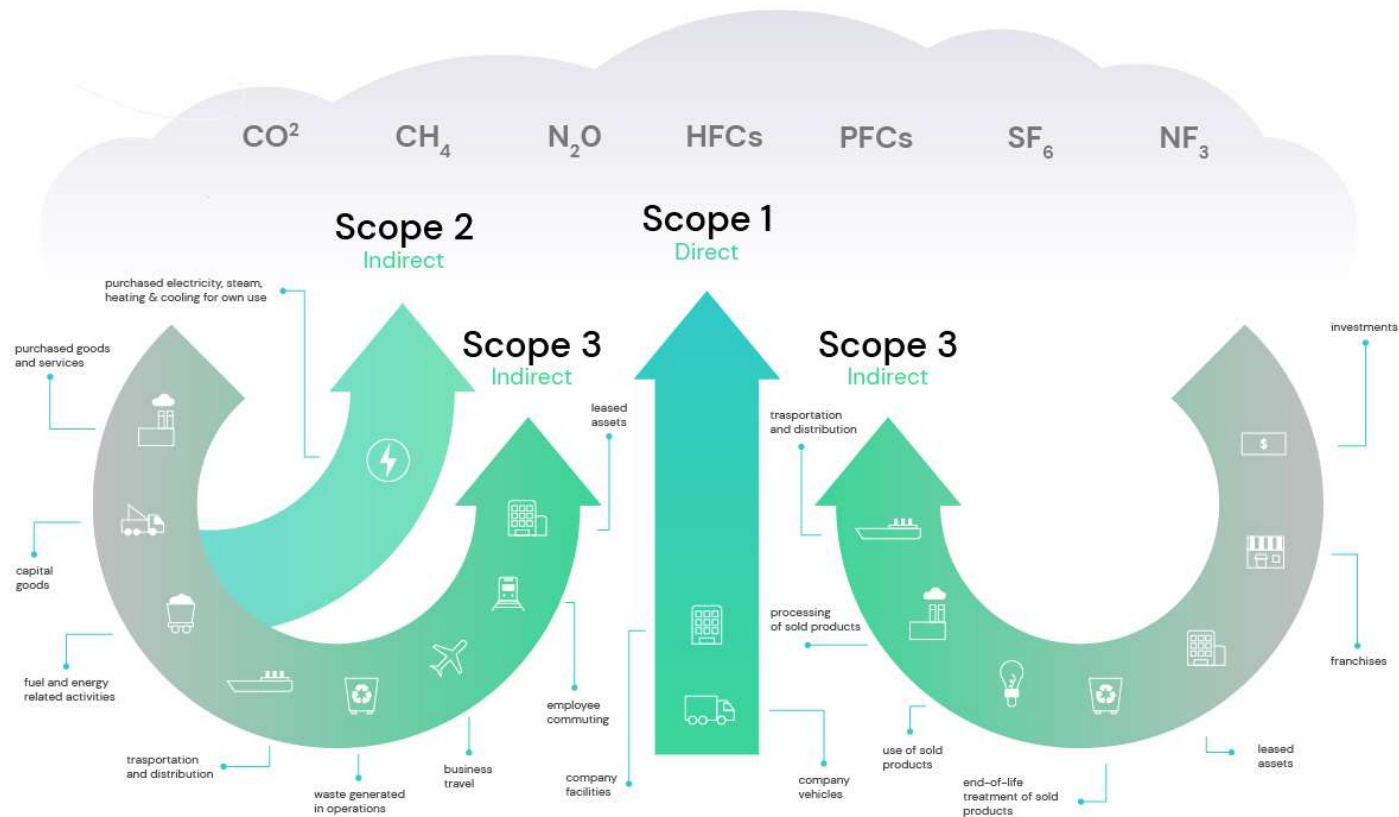 CO²
CH₄
N₂O
HFCs
PFCs
SF₆
NF₃
Scope 2
Indirect
Scope 1
Direct
Scope 3
Indirect
Scope 3
Indirect
purchased electricity, steam,
heating & cooling for own use
purchased goods
and services
capital
goods
fuel and energy
related activities
trasportation
and distribution
waste generated
in operations
business
travel
employee
commuting
leased
assets
company
facilities
company
vehicles
trasportation
and distribution
processing
of sold products
use of sold
products
end-of-life
treatment of sold
products
leased
assets
franchises
investments
$